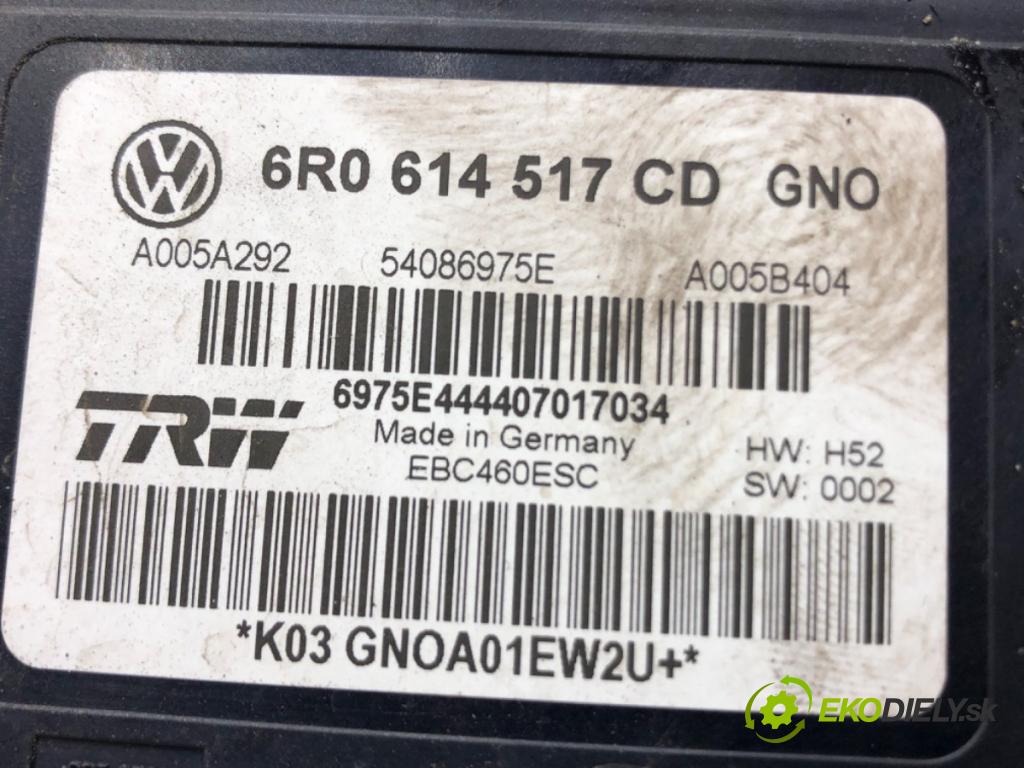 6R0 614 517 CD GNO
A005A292 54086975E A005B404
6975E444407017034
TRW
Made in Germany
EBC460ESC
HW: H52
SW: 0002
*K03 GNOA01EW2U+*
EKODIELY.sk